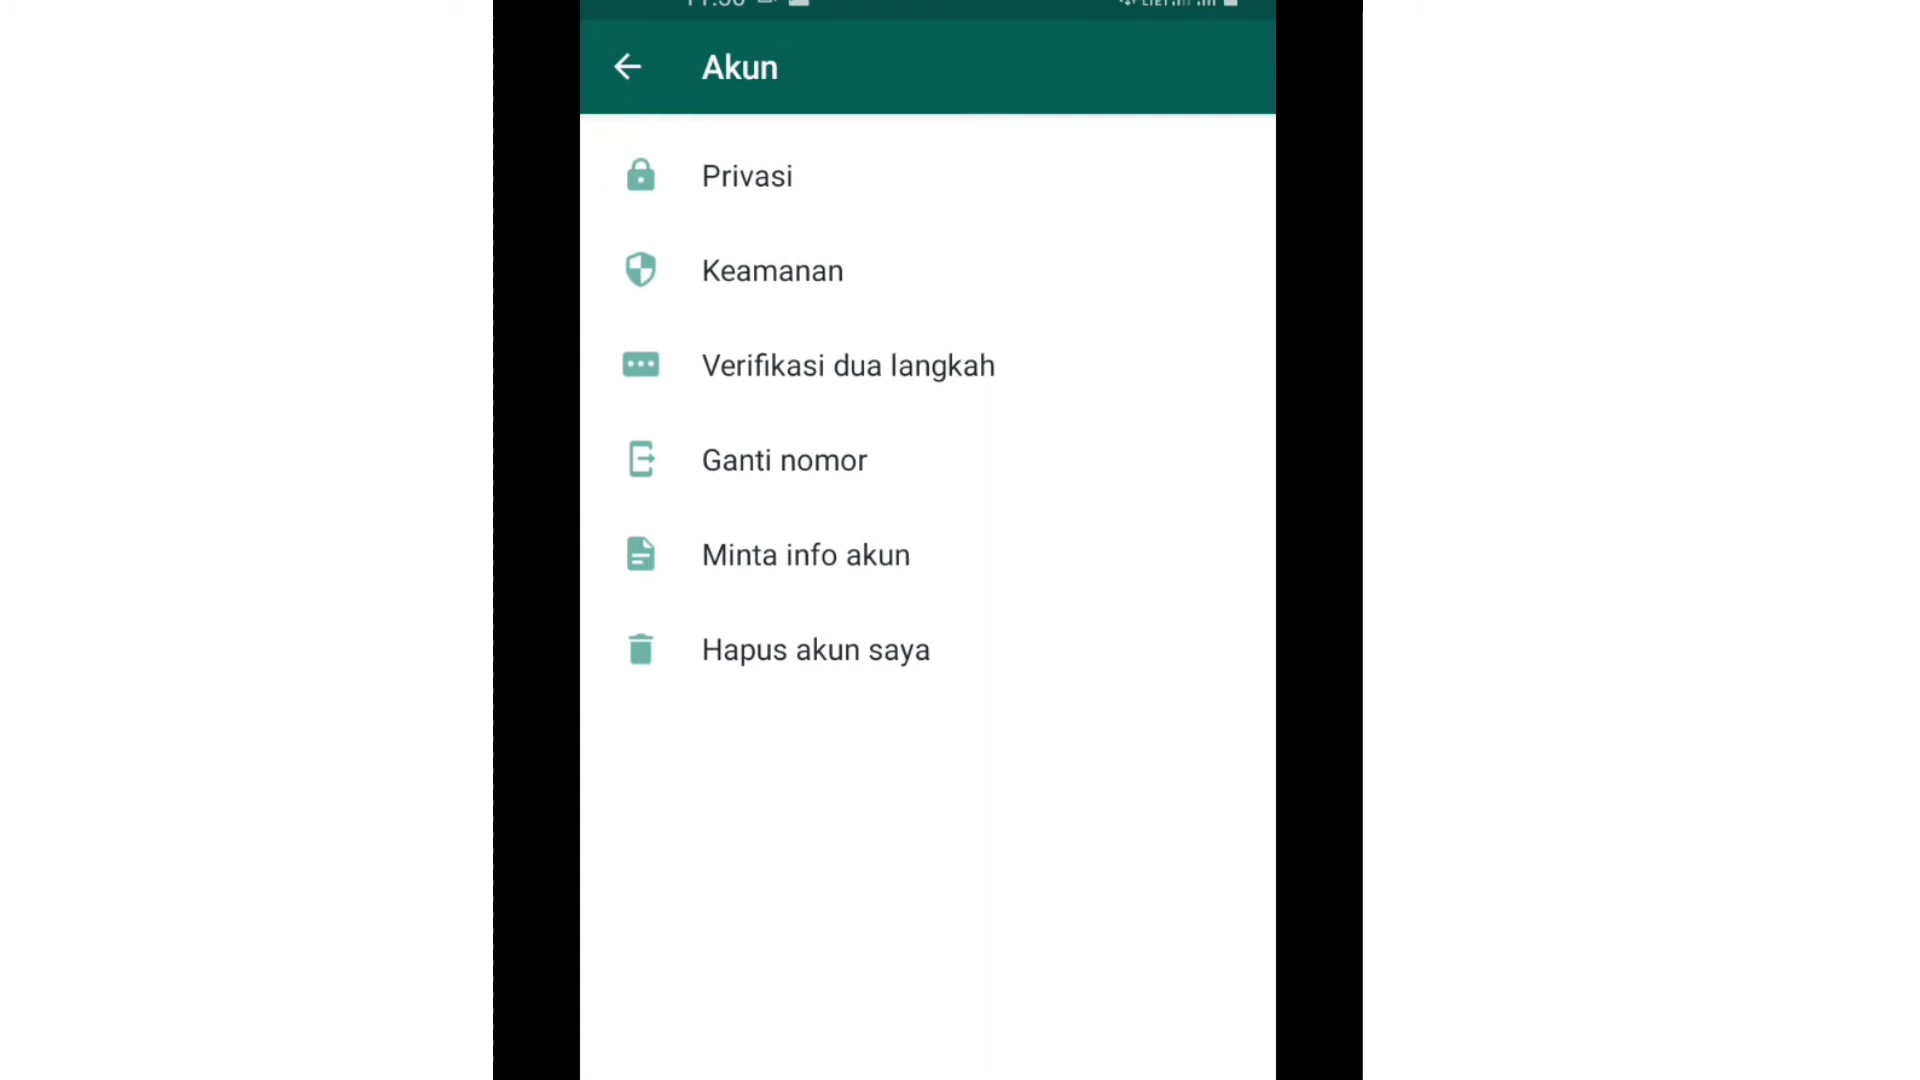 Akun
Privasi
Keamanan
Verifikasi dua langkah
Ganti nomor
Minta info akun
Hapus akun saya